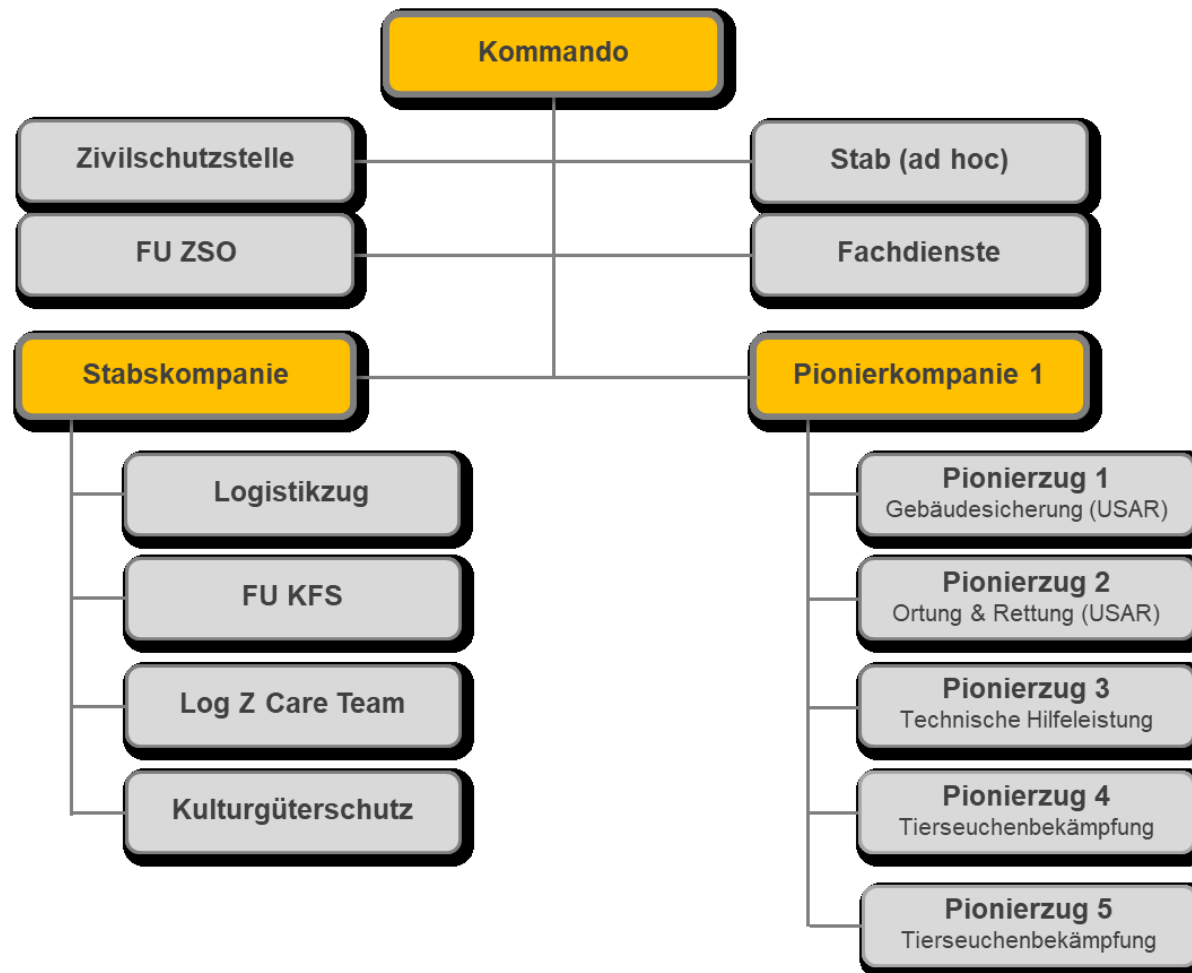 Kommando
Zivilschutzstelle
Stab (ad hoc)
FU ZSO
Fachdienste
Stabskompanie
Pionierkompanie 1
Logistikzug
FU KFS
Log Z Care Team
Kulturgüterschutz
Pionierzug 1
Gebäudesicherung (USAR)
Pionierzug 2
Ortung & Rettung (USAR)
Pionierzug 3
Technische Hilfeleistung
Pionierzug 4
Tierseuchenbekämpfung
Pionierzug 5
Tierseuchenbekämpfung